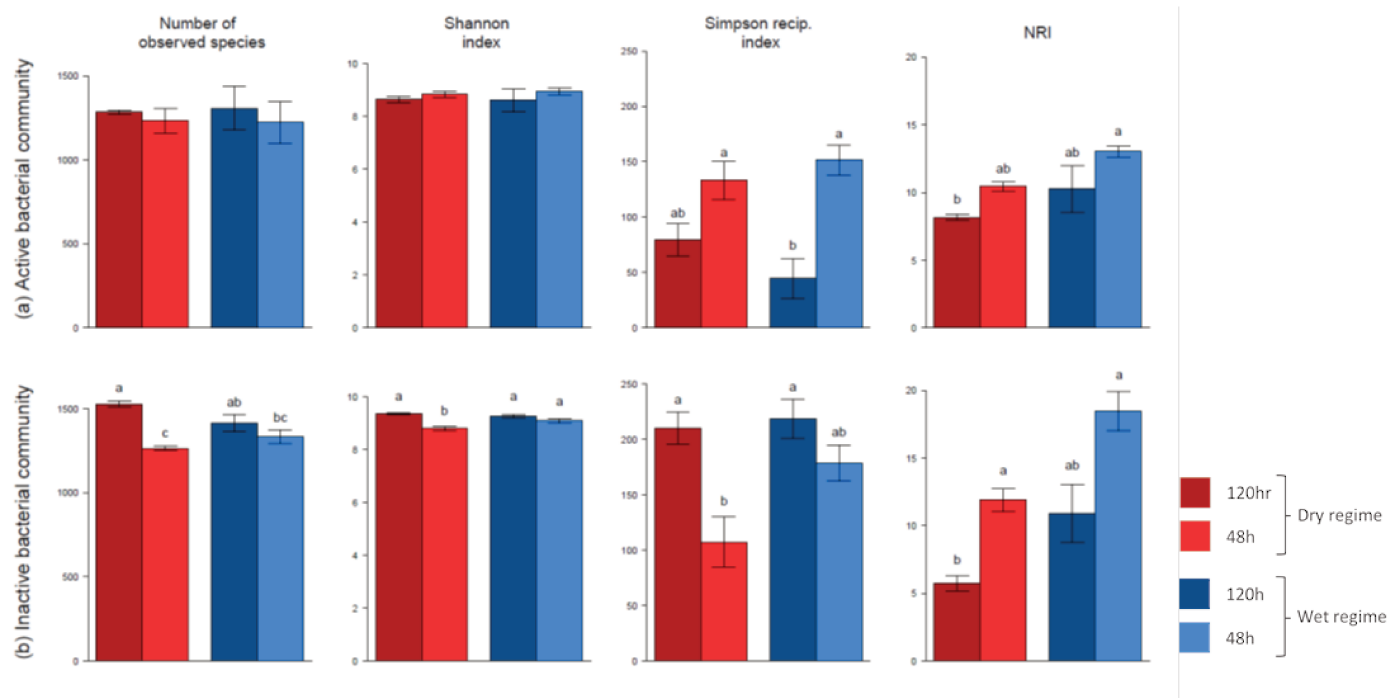 Number of
observed species
Shannon
index
Simpson recip.
index
NRI
(a) Active bacterial community
1500
1000
500
0
10
8
6
4
2
0
250
200
150
100
50
0
a
ab
b
a
20
15
10
5
0
b
ab
ab
a
(b) Inactive bacterial community
1500
1000
500
0
a
c
ab
bc
10
8
6
4
2
0
a
b
a
a
250
200
150
100
50
0
a
b
a
ab
20
15
10
5
0
b
a
ab
a
120hr
48h
Dry regime
120h
48h
Wet regime